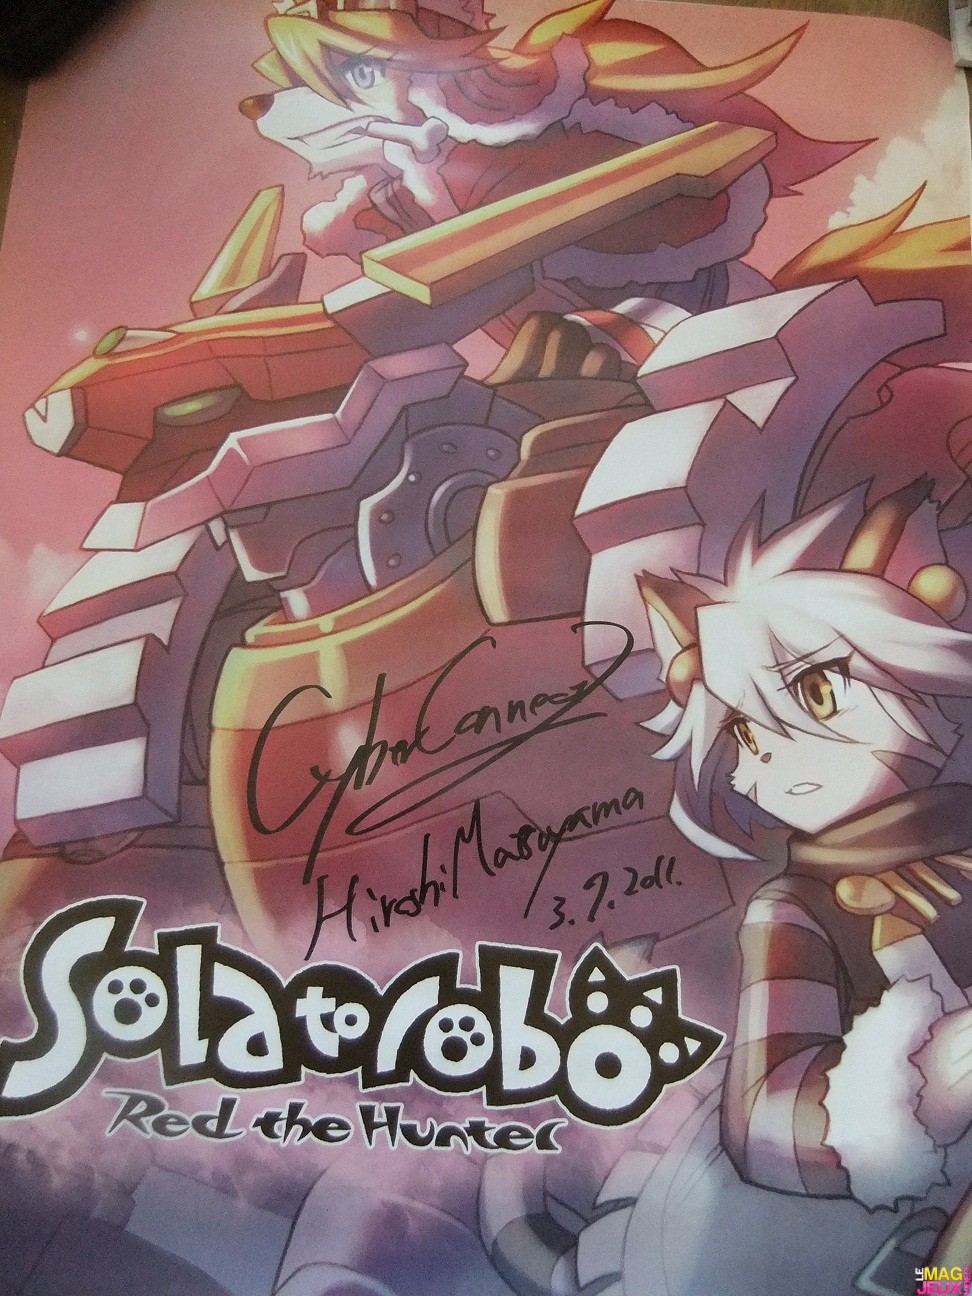 CyberConnect2
Hiroshi Matsuyama
3.7.2011.
Solatorobo
Red the Hunter
LE MAG
JEUX